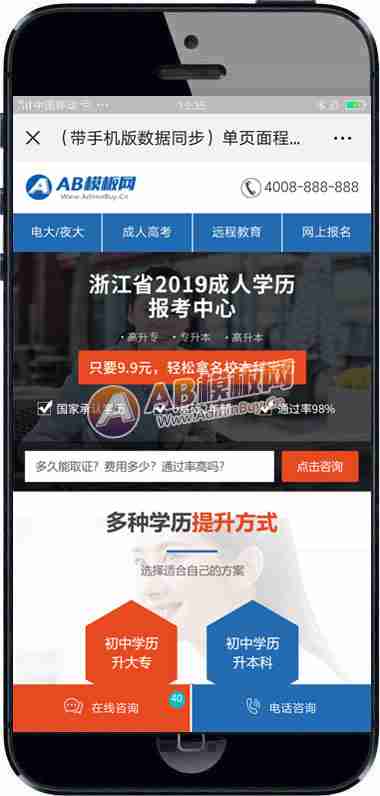 中国移动
19:35
（带手机版数据同步）单页面程...
AB模板网
www.AdminBuy.Cn
4008-888-888
电大/夜大 成人高考 远程教育 网上报名
浙江省2019成人学历
报考中心
·高升专 ·专升本 ·高升本
只要9.9元，轻松拿名校
AB模板网
www.AdminBuy.Cn
国家承认学历
通过率98%
多久能取证？费用多少？通过率高吗？
点击咨询
多种学历提升方式
选择适合自己的方案
初中学历
升大专
初中学历
升本科
在线咨询 40
电话咨询